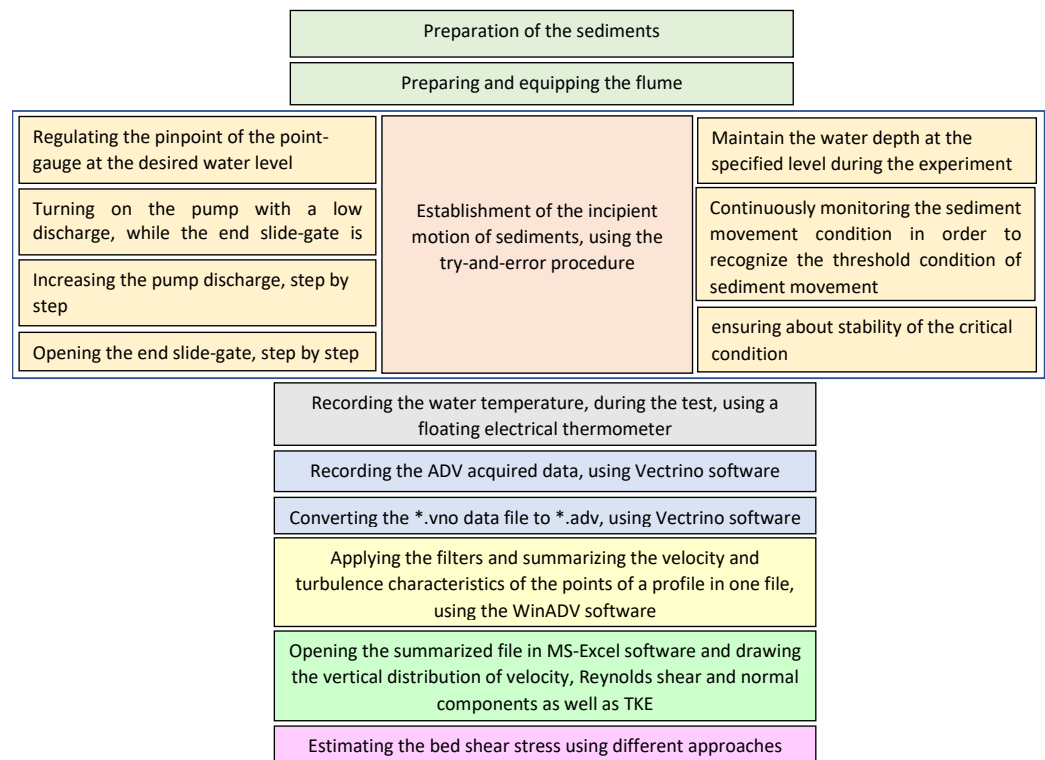 Preparation of the sediments
Preparing and equipping the flume
Regulating the pinpoint of the point-
gauge at the desired water level
Turning on the pump with a low
discharge, while the end slide-gate is
Increasing the pump discharge, step by
step
Opening the end slide-gate, step by step
Establishment of the incipient
motion of sediments, using the
try-and-error procedure
Maintain the water depth at the
specified level during the experiment
Continuously monitoring the sediment
movement condition in order to
recognize the threshold condition of
sediment movement
ensuring about stability of the critical
condition
Recording the water temperature, during the test, using a
floating electrical thermometer
Recording the ADV acquired data, using Vectrino software
Converting the *.vno data file to *.adv, using Vectrino software
Applying the filters and summarizing the velocity and
turbulence characteristics of the points of a profile in one file,
using the WinADV software
Opening the summarized file in MS-Excel software and drawing
the vertical distribution of velocity, Reynolds shear and normal
components as well as TKE
Estimating the bed shear stress using different approaches